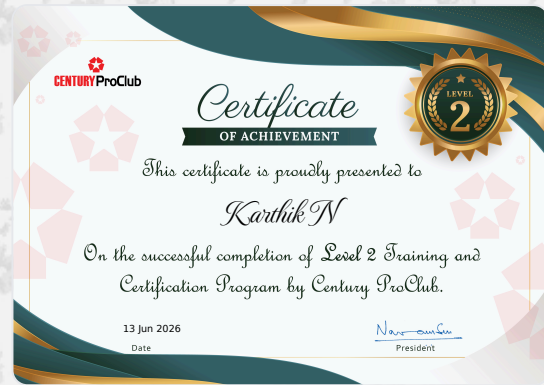 CENTURY ProClub
Certificate
OF ACHIEVEMENT
LEVEL
2
This certificate is proudly presented to
Karthik N
On the successful completion of Level 2 Training and
Certification Program by Century ProClub.
13 Jun 2026
Date
President